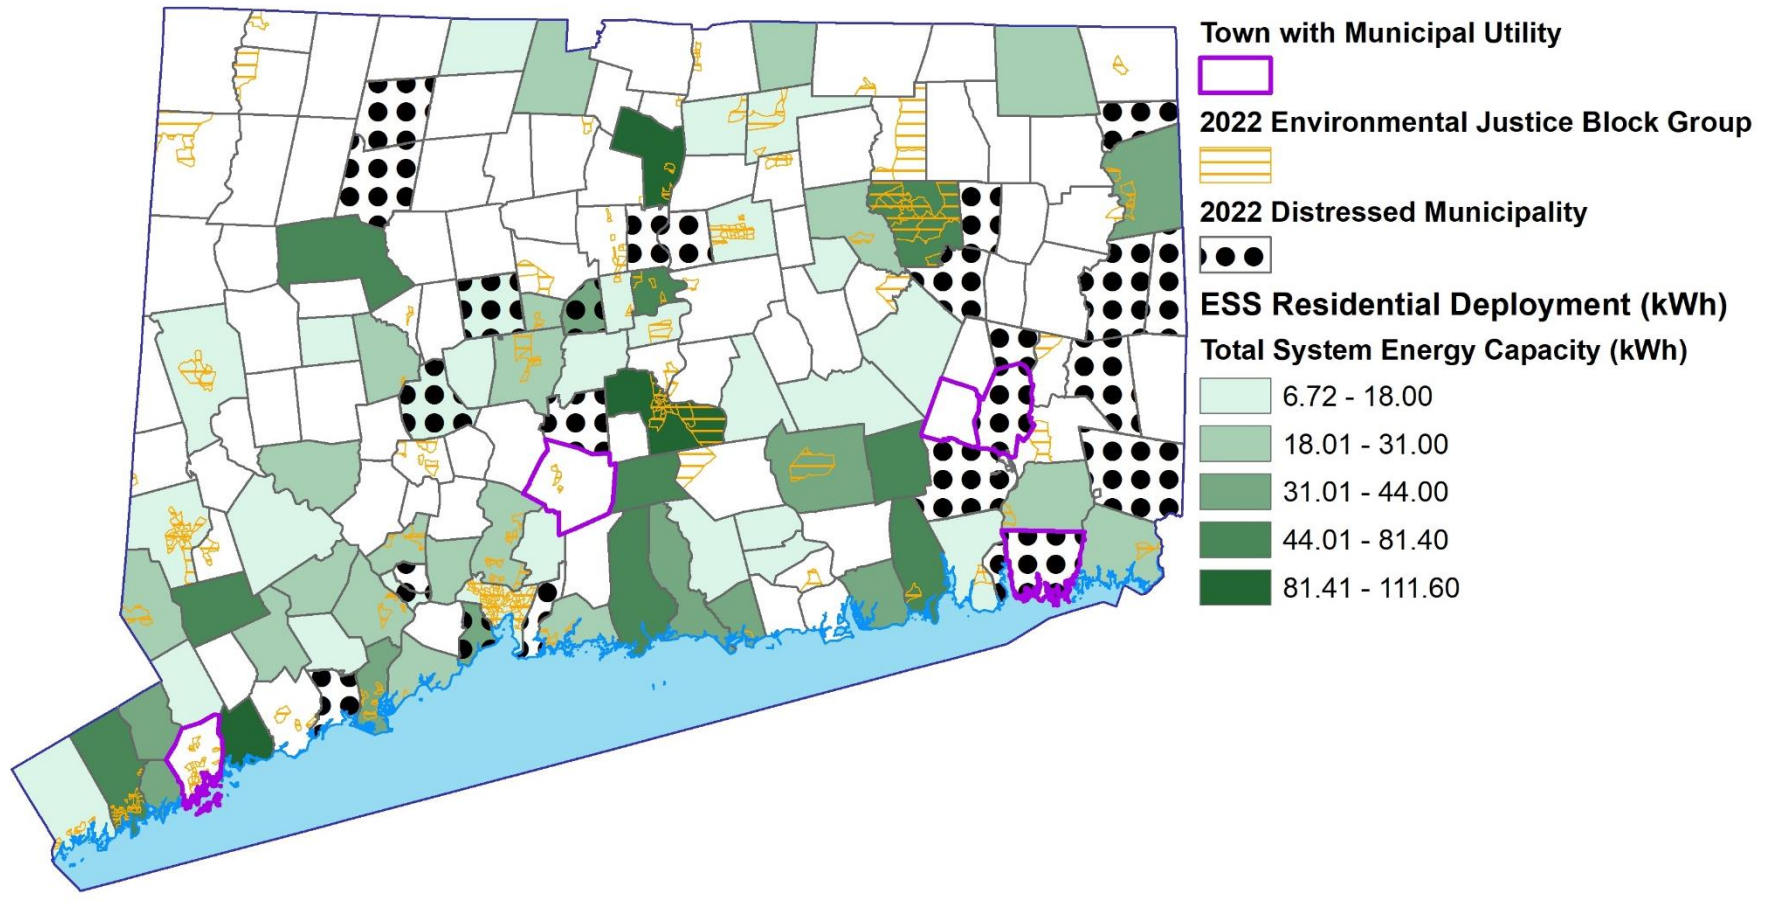 Town with Municipal Utility
2022 Environmental Justice Block Group
2022 Distressed Municipality
ESS Residential Deployment (kWh)
Total System Energy Capacity (kWh)
6.72 - 18.00
18.01 - 31.00
31.01 - 44.00
44.01 - 81.40
81.41 - 111.60